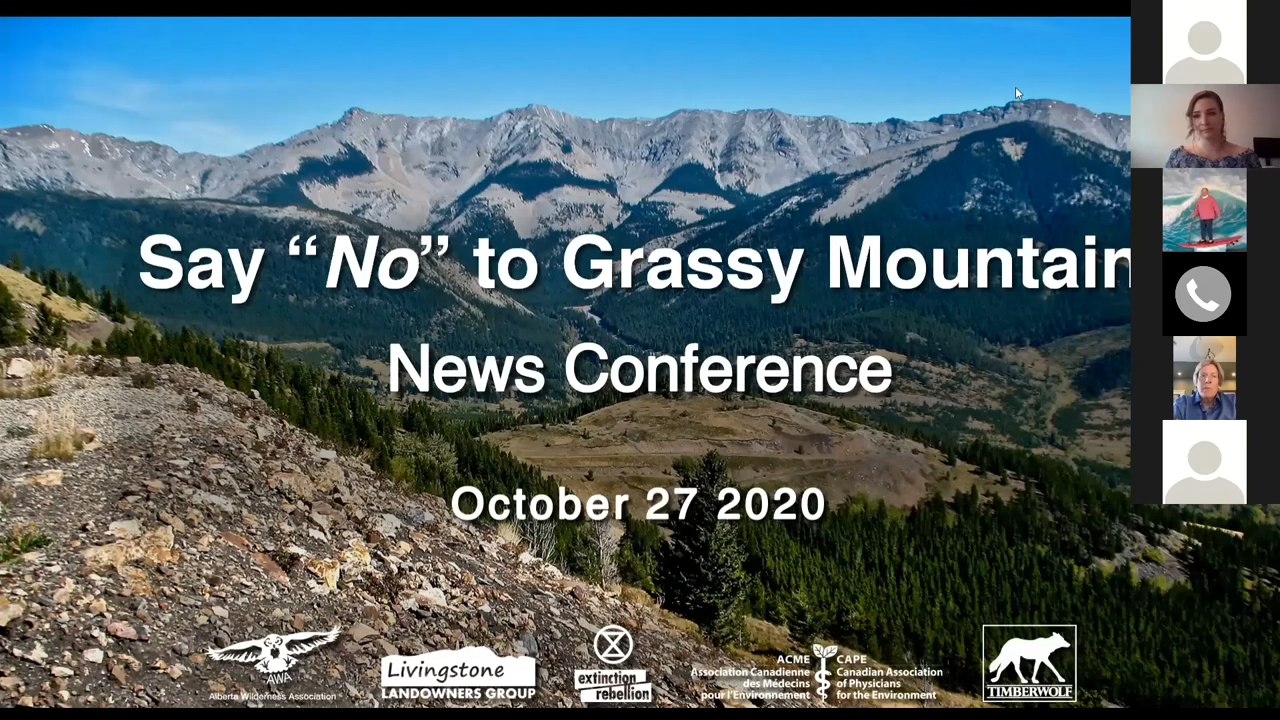 Say “No” to Grassy Mountain
News Conference
October 27 2020
AWA
Alberta Wilderness Association
Livingstone
LANDOWNERS GROUP
extinction
rebellion
ACME
Association Canadienne
des Médecins
pour l'Environnement
CAPE
Canadian Association
of Physicians
for the Environment
TIMBERWOLF